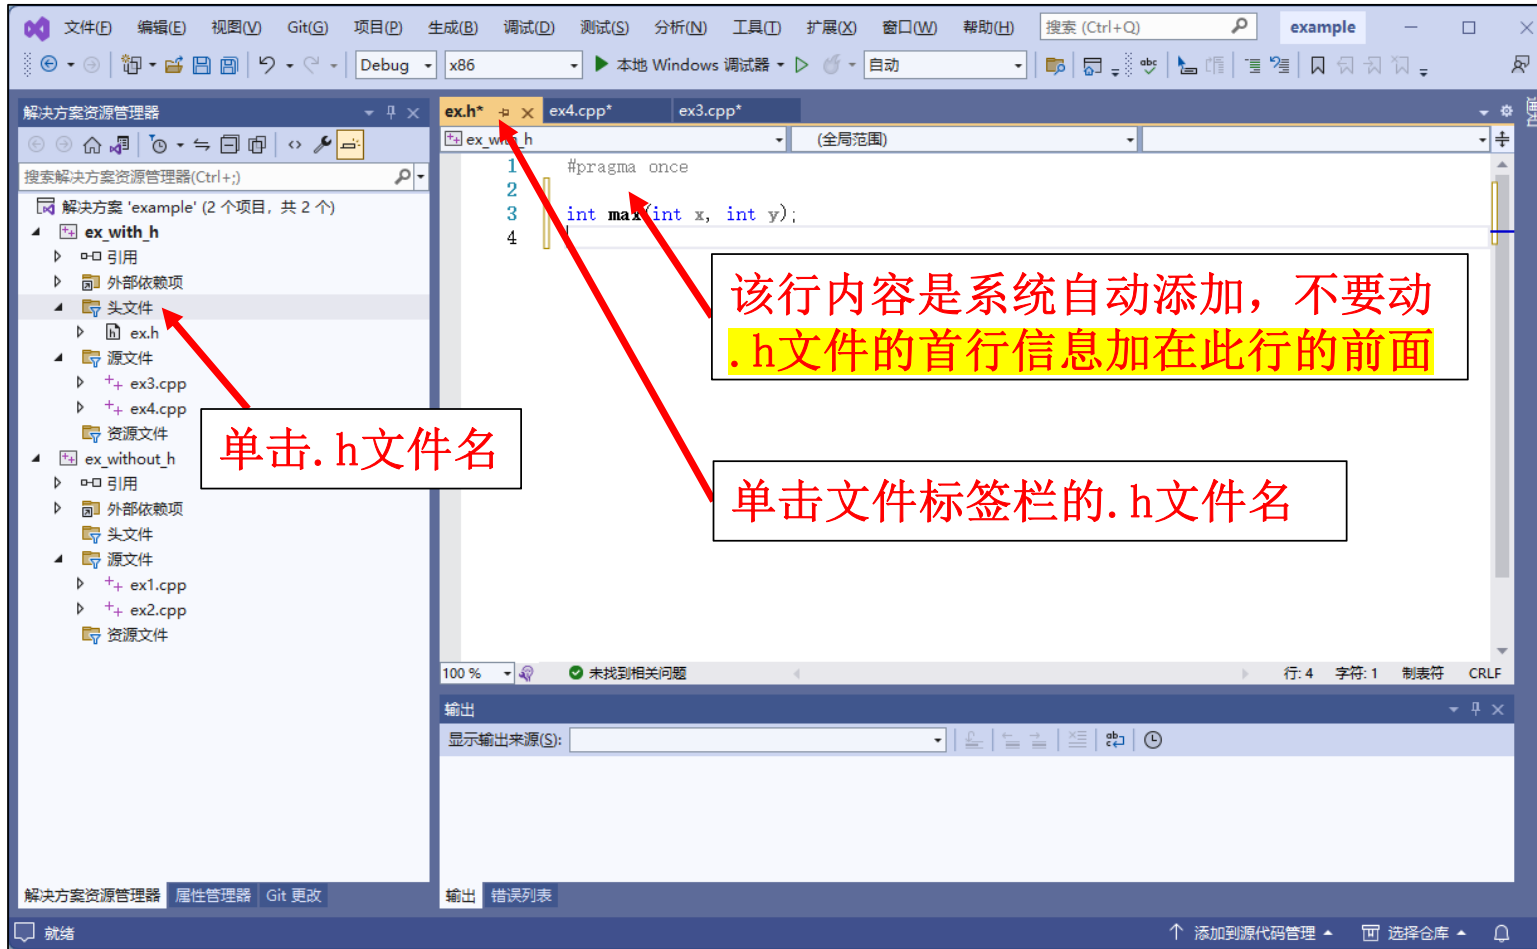 文件(F) 编辑(E) 视图(V) Git(G) 项目(P) 生成(B) 调试(D) 测试(S) 分析(N) 工具(T) 扩展(X) 窗口(W) 帮助(H) 搜索 (Ctrl+Q) example
Debug x86 本地 Windows 调试器 自动
解决方案资源管理器
搜索解决方案资源管理器(Ctrl+;)
解决方案 'example' (2 个项目, 共 2 个)
ex_with_h
引用
外部依赖项
头文件
ex.h
源文件
ex3.cpp
ex4.cpp
资源文件
ex_without_h
引用
外部依赖项
头文件
源文件
ex1.cpp
ex2.cpp
资源文件
单击.h文件名
解决方案资源管理器 属性管理器 Git 更改
ex.h* ex4.cpp* ex3.cpp*
通知
ex_with_h (全局范围)
1 #pragma once
2
3 int max(int x, int y);
4
该行内容是系统自动添加，不要动
.h文件的首行信息加在此行的前面
单击文件标签栏的.h文件名
100 % 未找到相关问题 行: 4 字符: 1 制表符 CRLF
输出
显示输出来源(S):
输出 错误列表
就绪 添加到源代码管理 选择仓库